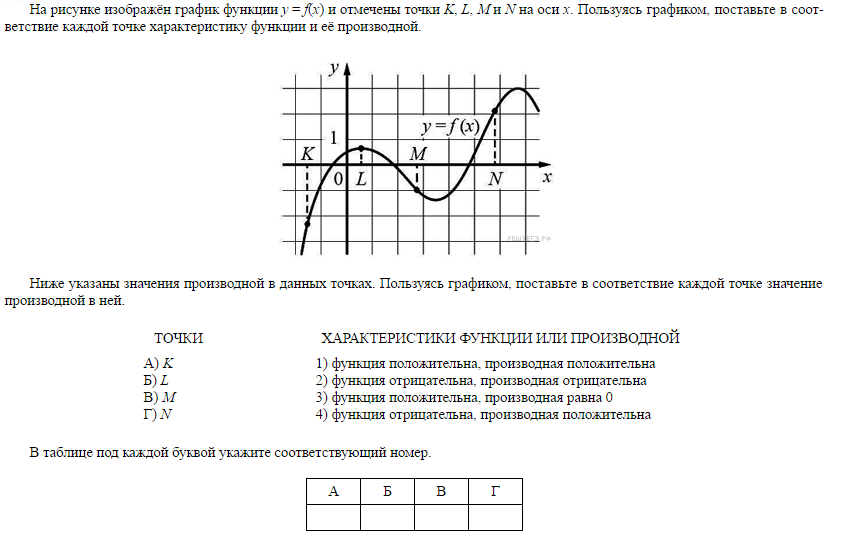 На рисунке изображён график функции y = f(x) и отмечены точки K, L, M и N на оси x. Пользуясь графиком, поставьте в соот-
ветствие каждой точке характеристику функции и её производной.
y
1
y = f(x)
K
M
0
L
N
x
РЕШУЕГЭ.РФ
Ниже указаны значения производной в данных точках. Пользуясь графиком, поставьте в соответствие каждой точке значение
производной в ней.
ТОЧКИ ХАРАКТЕРИСТИКИ ФУНКЦИИ ИЛИ ПРОИЗВОДНОЙ
А) K 1) функция положительна, производная положительна
Б) L 2) функция отрицательна, производная отрицательна
В) M 3) функция положительна, производная равна 0
Г) N 4) функция отрицательна, производная положительна
В таблице под каждой буквой укажите соответствующий номер.
А Б В Г